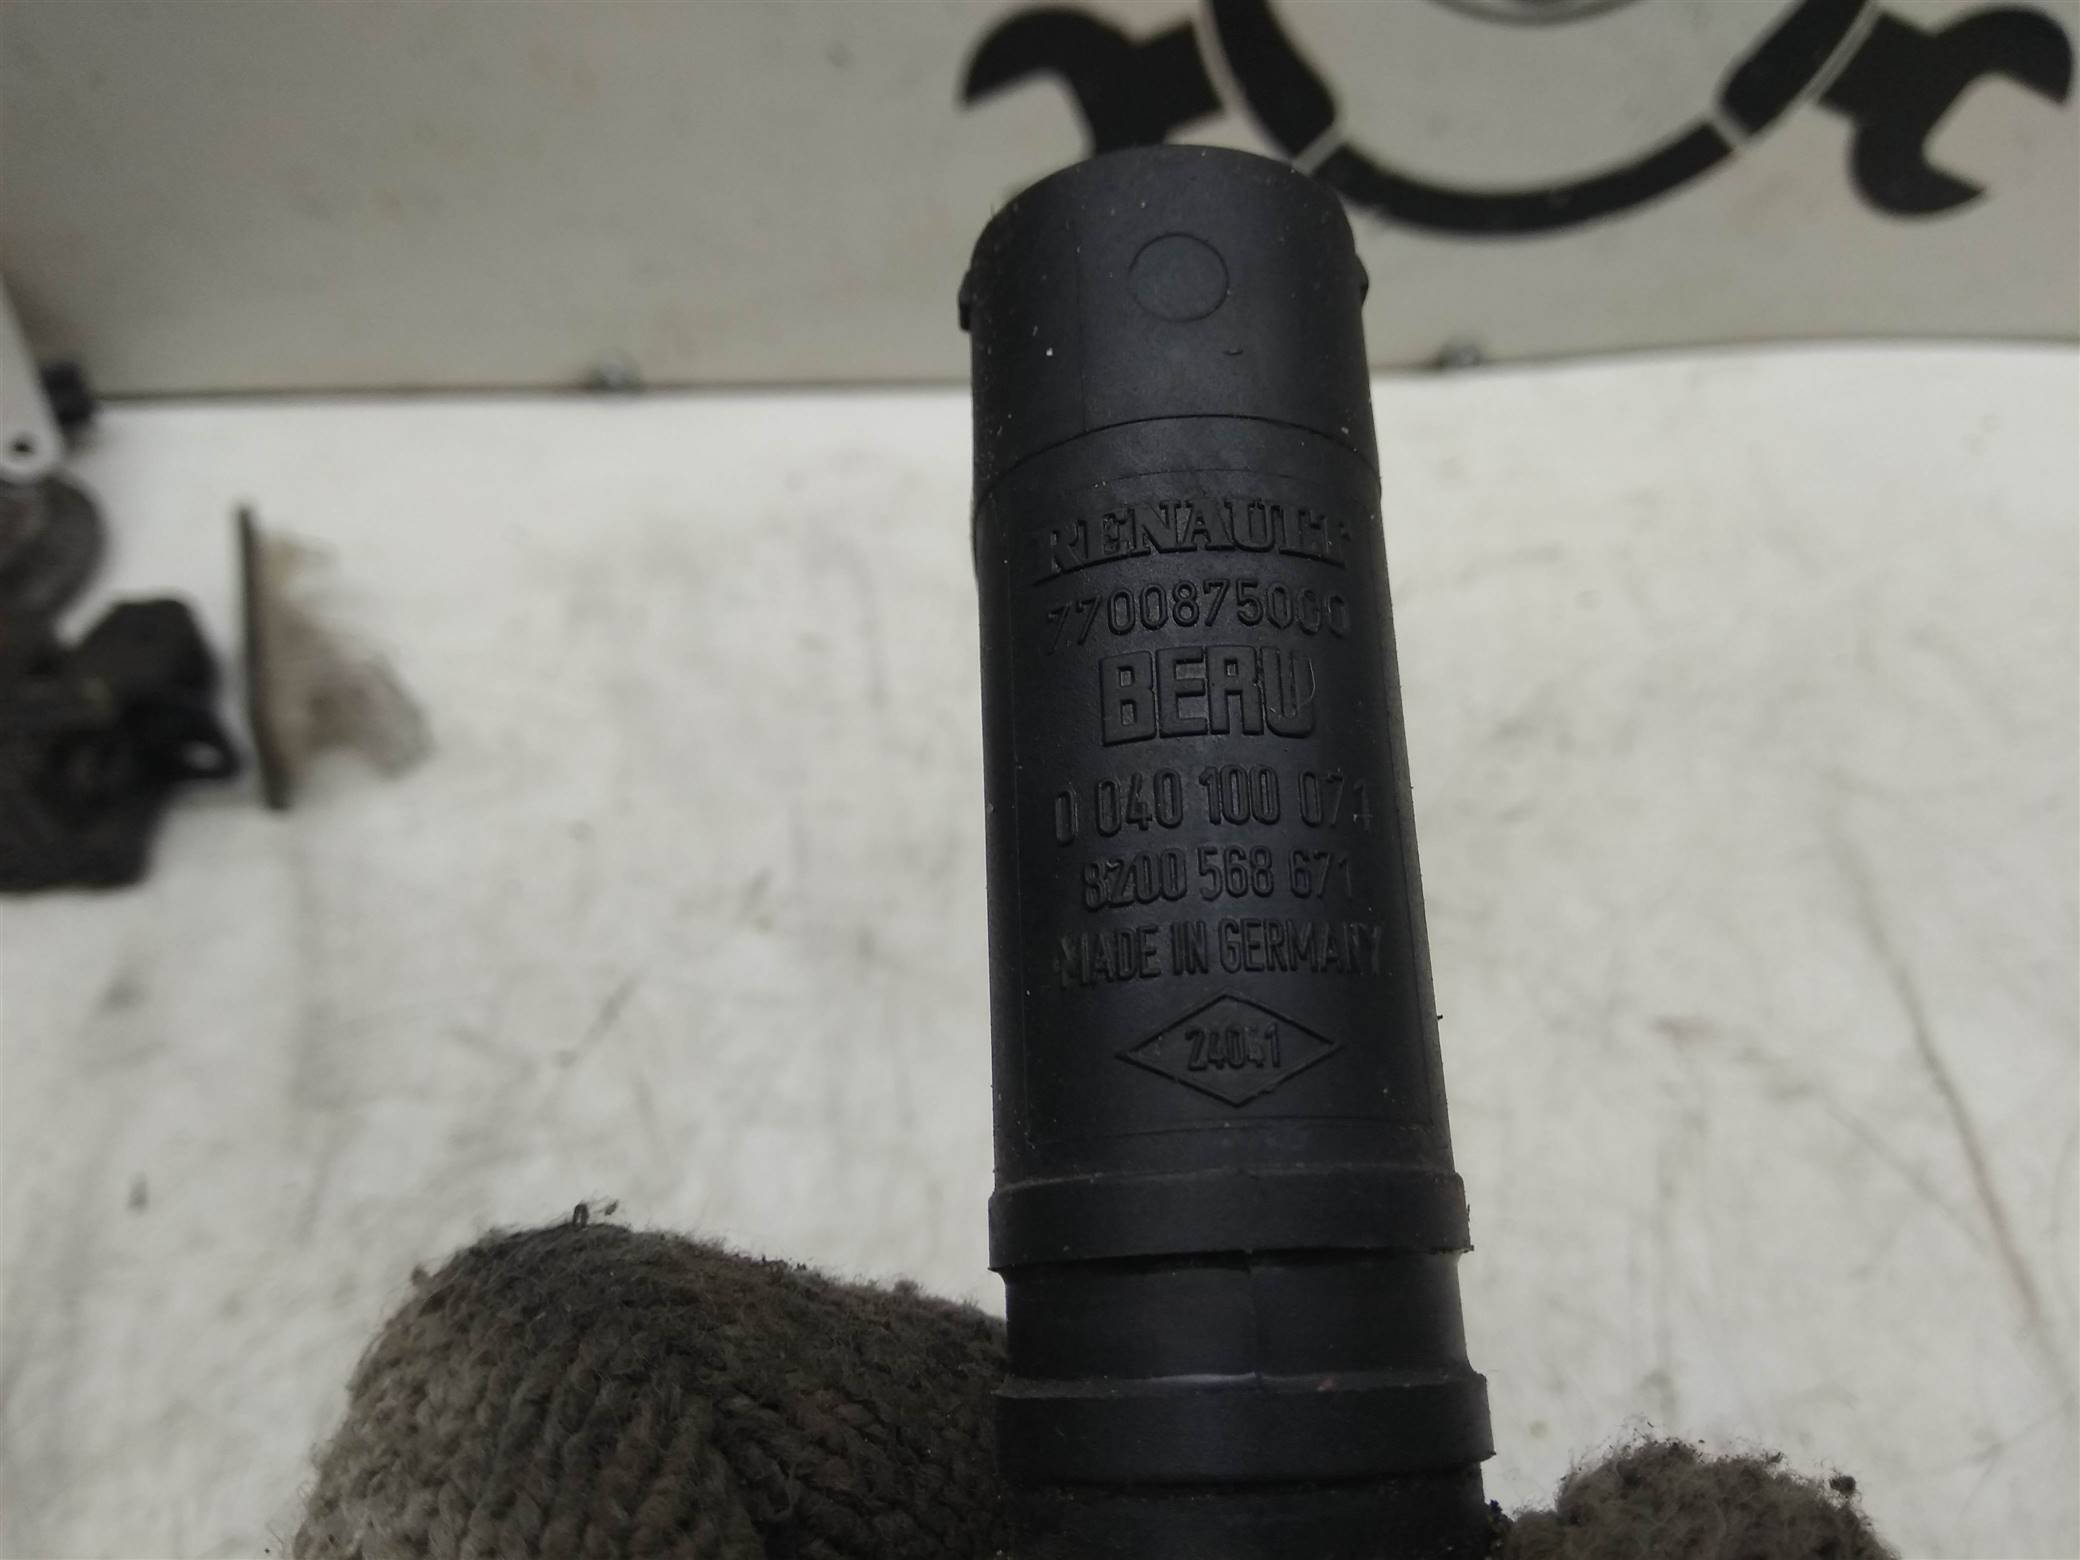 RENAULT
7700875000
BERU
0 040 100 071
8200 568 671
MADE IN GERMANY
24041